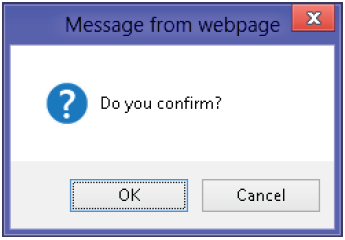 Message from webpage
x
? Do you confirm?
OK Cancel